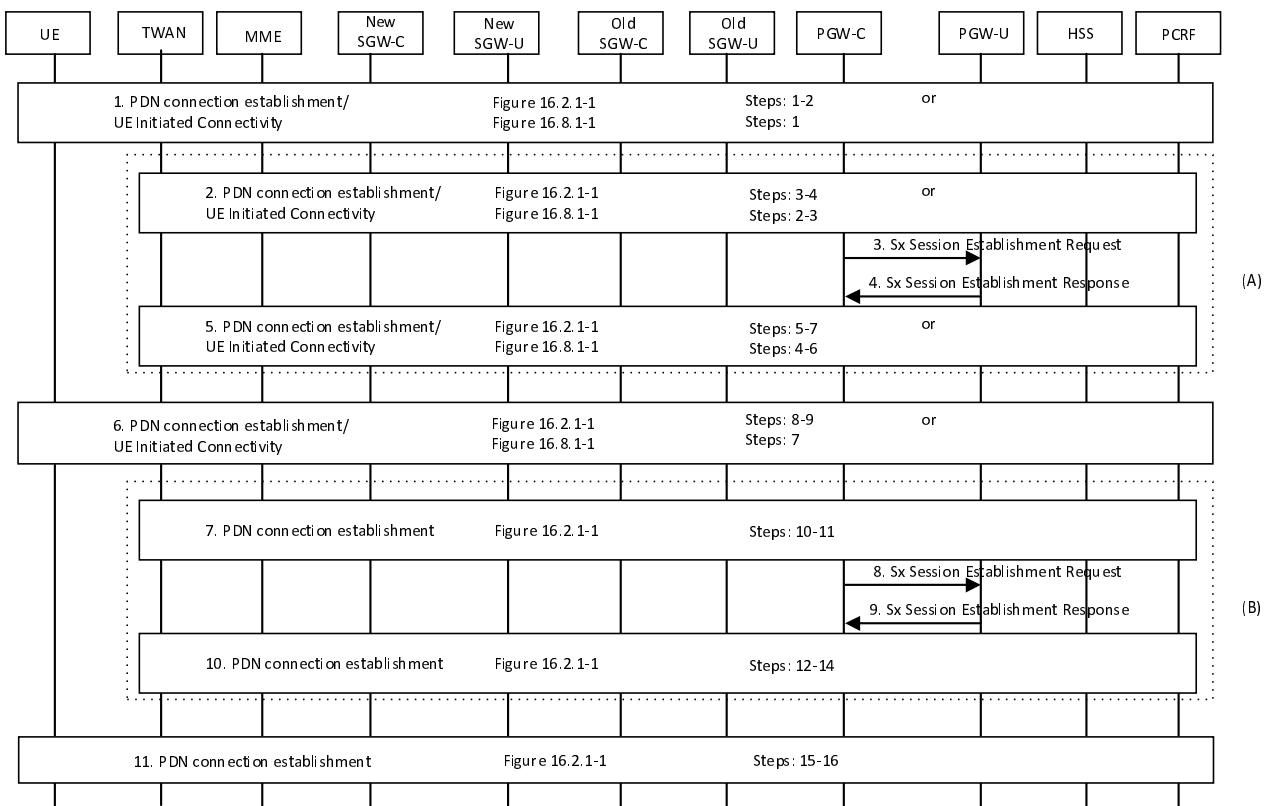 UE
TWAN
MME
New
SGW-C
New
SGW-U
Old
SGW-C
Old
SGW-U
PGW-C
PGW-U
HSS
PCRF
1. PDN connection establishment/
UE Initiated Connectivity
Figure 16.2.1-1
Figure 16.8.1-1
Steps: 1-2
Steps: 1
or
2. PDN connection establishment/
UE Initiated Connectivity
Figure 16.2.1-1
Figure 16.8.1-1
Steps: 3-4
Steps: 2-3
or
3. Sx Session Establishment Request
4. Sx Session Establishment Response
(A)
5. PDN connection establishment/
UE Initiated Connectivity
Figure 16.2.1-1
Figure 16.8.1-1
Steps: 5-7
Steps: 4-6
or
6. PDN connection establishment/
UE Initiated Connectivity
Figure 16.2.1-1
Figure 16.8.1-1
Steps: 8-9
Steps: 7
or
7. PDN connection establishment
Figure 16.2.1-1
Steps: 10-11
8. Sx Session Establishment Request
9. Sx Session Establishment Response
(B)
10. PDN connection establishment
Figure 16.2.1-1
Steps: 12-14
11. PDN connection establishment
Figure 16.2.1-1
Steps: 15-16